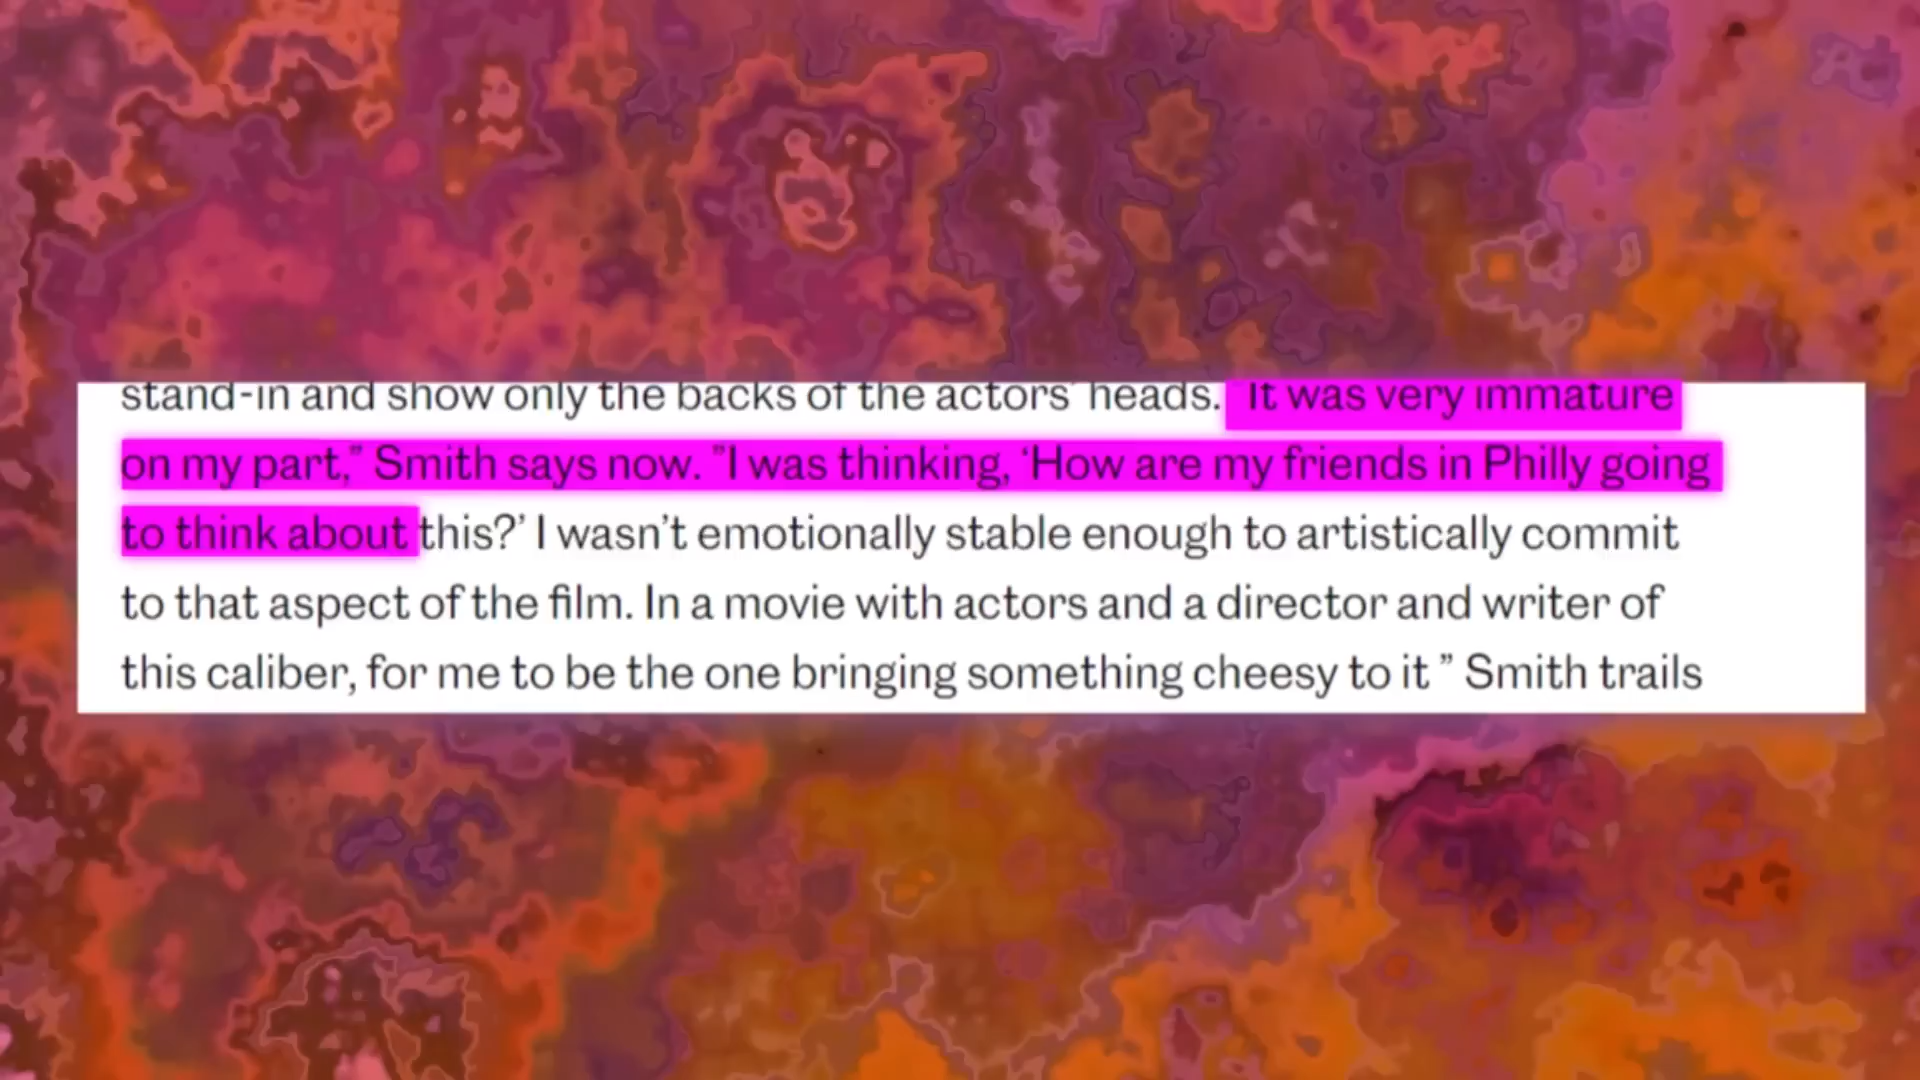 stand-in and show only the backs of the actors’ heads. "It was very immature
on my part,” Smith says now. ”I was thinking, ‘How are my friends in Philly going
to think about this?’ I wasn’t emotionally stable enough to artistically commit
to that aspect of the film. In a movie with actors and a director and writer of
this caliber, for me to be the one bringing something cheesy to it ” Smith trails